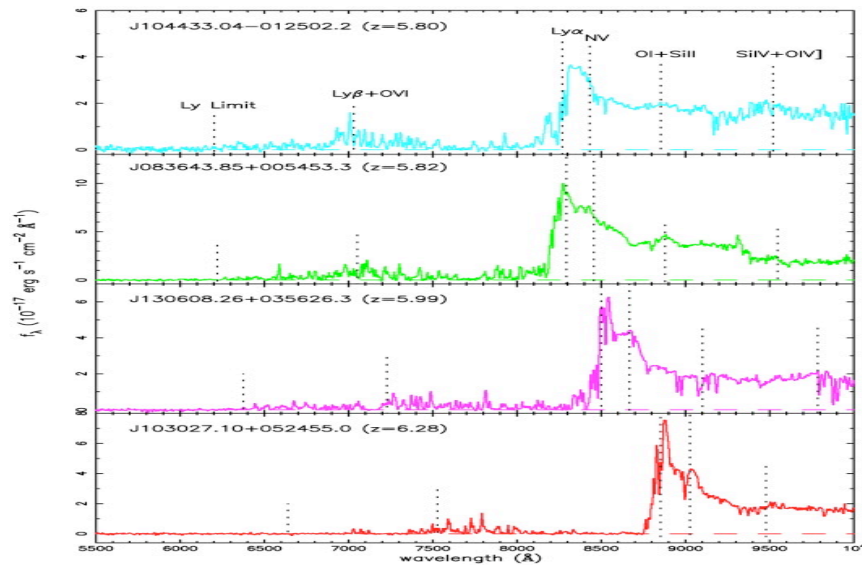 J104433.04−012502.2 (z=5.80)
Lyα
NV
OI+SiII
SiIV+OIV]
Lyβ+OVI
Ly Limit
6
4
2
0
J083643.85+005453.3 (z=5.82)
10
5
0
J130608.26+035626.3 (z=5.99)
6
4
2
J103027.10+052455.0 (z=6.28)
6
4
2
0
f_λ (10⁻¹⁷ erg s⁻¹ cm⁻² Å⁻¹)
5500 6000 6500 7000 7500 8000 8500 9000 9500
wavelength (Å)